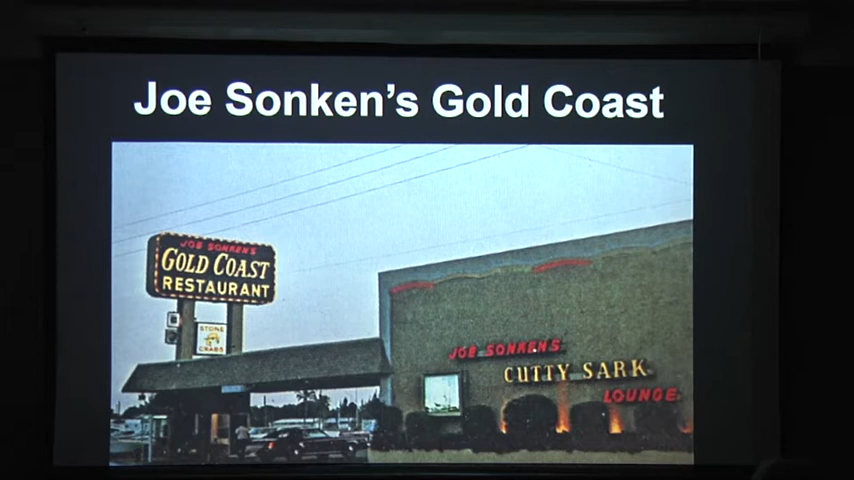 Joe Sonken's Gold Coast
JOE SONKEN'S
GOLD COAST
RESTAURANT
STONE
CRABS
JOE SONKEN'S
CUTTY SARK
LOUNGE